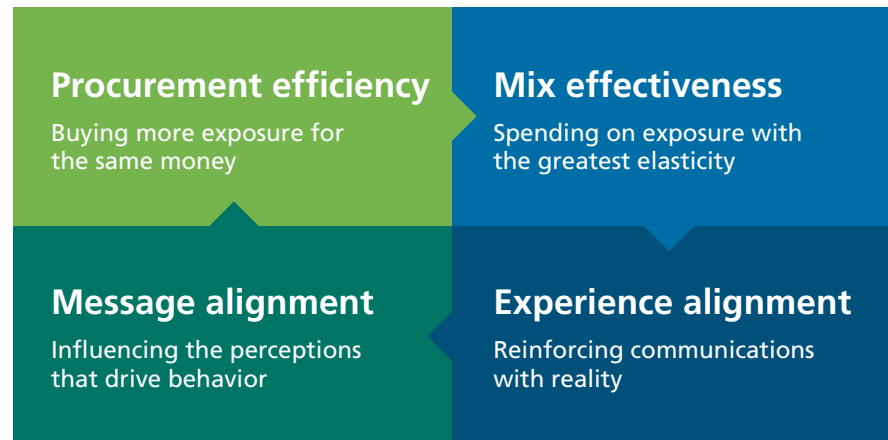 Procurement efficiency
Buying more exposure for
the same money
Mix effectiveness
Spending on exposure with
the greatest elasticity
Message alignment
Influencing the perceptions
that drive behavior
Experience alignment
Reinforcing communications
with reality